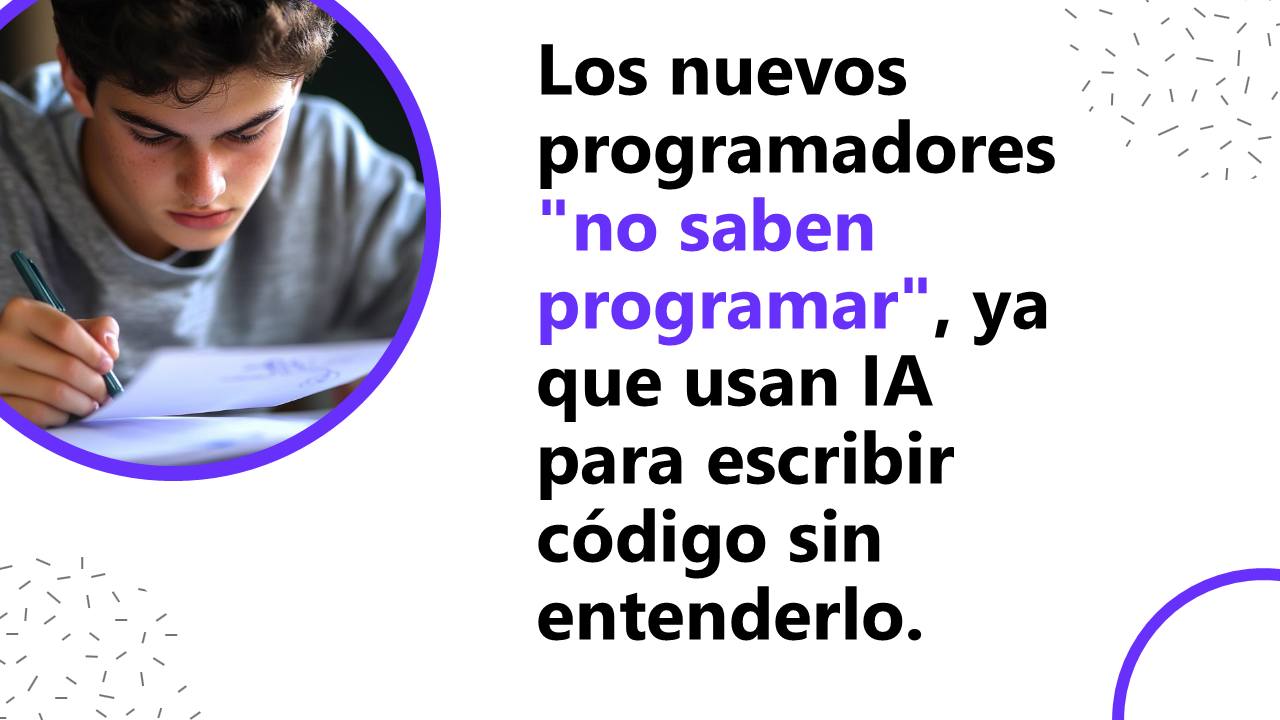 Los nuevos
programadores
"no saben
programar", ya
que usan IA
para escribir
código sin
entenderlo.